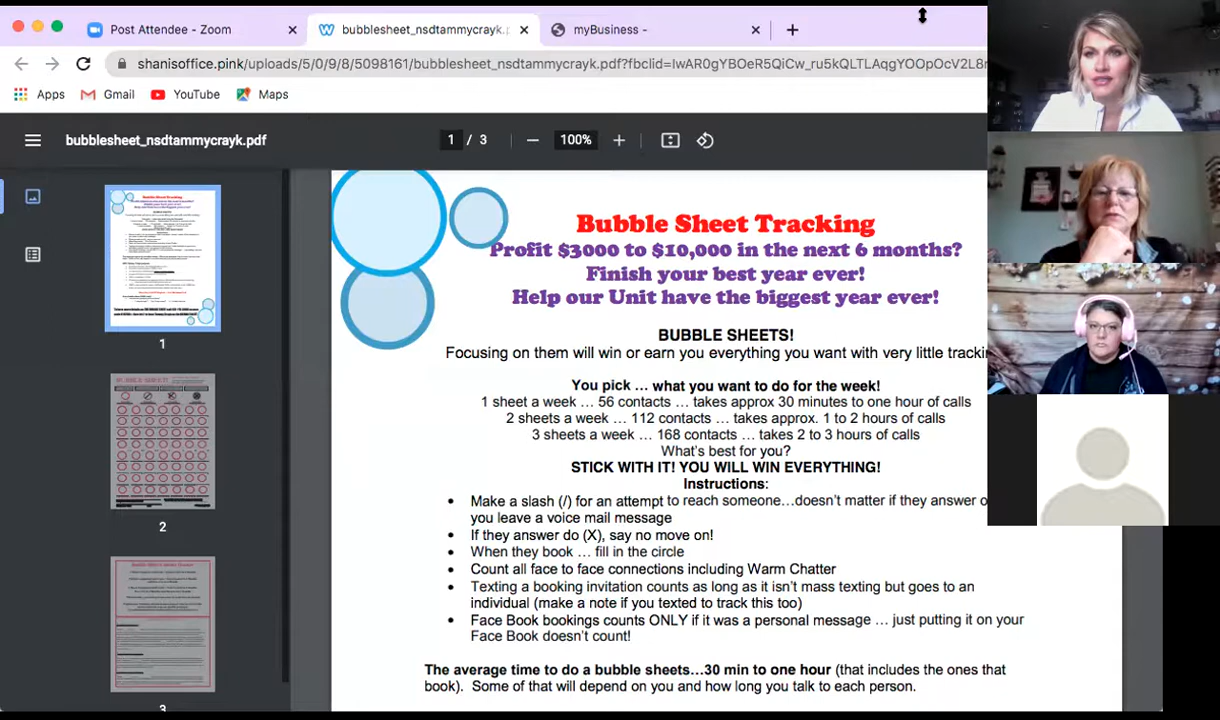 Post Attendee - Zoom
bubblesheet_nsdtammycrayk.p
myBusiness -
shanisoffice.pink/uploads/5/0/9/8/5098161/bubblesheet_nsdtammycrayk.pdf?fbclid=IwAR0gYBOeR5QiCw_ru5kQLTLAqgYOOpOcV2L8r
Apps
Gmail
YouTube
Maps
bubblesheet_nsdtammycrayk.pdf
1 / 3
100%
Bubble Sheet Tracking
Profit $3000 to $10,000 in the next 6 months?
Finish your best year ever!
Help our Unit have the biggest year ever!
BUBBLE SHEETS!
Focusing on them will win or earn you everything you want with very little tracki
You pick … what you want to do for the week!
1 sheet a week … 56 contacts … takes approx 30 minutes to one hour of calls
2 sheets a week … 112 contacts … takes approx. 1 to 2 hours of calls
3 sheets a week … 168 contacts … takes 2 to 3 hours of calls
What's best for you?
STICK WITH IT! YOU WILL WIN EVERYTHING!
Instructions:
• Make a slash (/) for an attempt to reach someone…doesn't matter if they answer o
you leave a voice mail message
• If they answer do (X), say no move on!
• When they book … fill in the circle
• Count all face to face connections including Warm Chatter
• Texting a booking invitation counts as long as it isn't mass texting but goes to an
individual (make a note if you texted to track this too)
• Face Book bookings counts ONLY if it was a personal message … just putting it on your
Face Book doesn't count!
The average time to do a bubble sheets…30 min to one hour (that includes the ones that
book). Some of that will depend on you and how long you talk to each person.
1
2
3